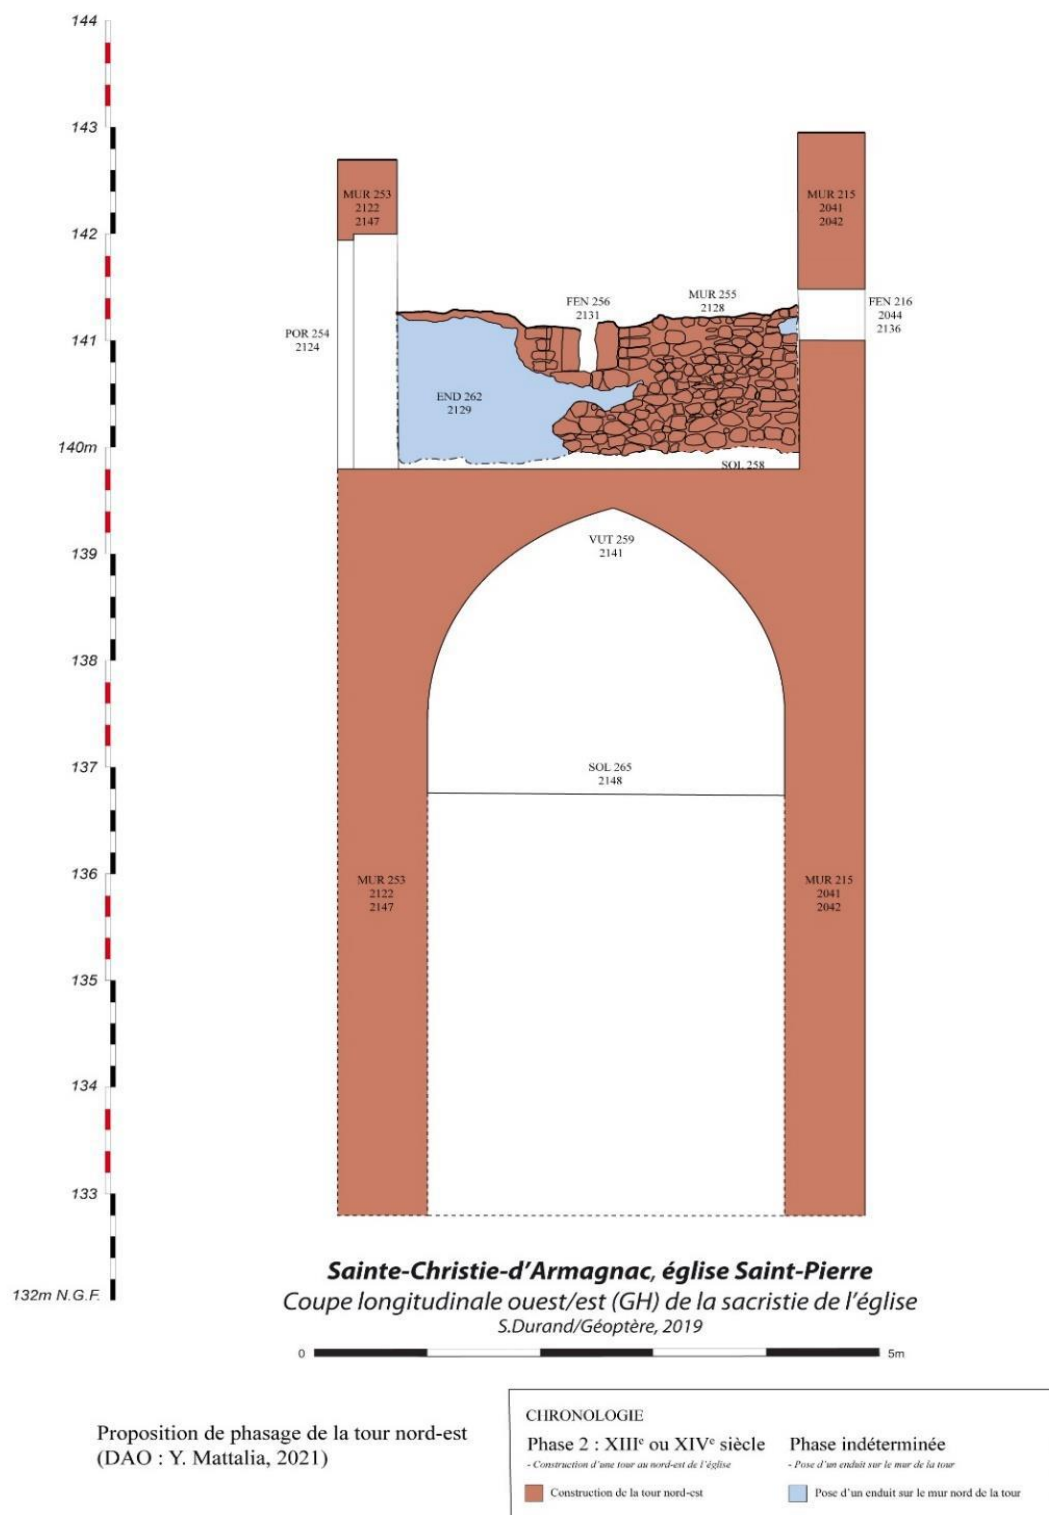 144
143
142
141
140m
139
138
137
136
135
134
133
132m N.G.F.
MUR 253
2122
2147
MUR 215
2041
2042
FEN 256
2131
MUR 255
2128
FEN 216
2044
2136
POR 254
2124
END 262
2129
SOL 258
VUT 259
2141
SOL 265
2148
MUR 253
2122
2147
MUR 215
2041
2042
Sainte-Christie-d'Armagnac, église Saint-Pierre
Coupe longitudinale ouest/est (GH) de la sacristie de l'église
S.Durand/Géoptère, 2019
0 5m
Proposition de phasage de la tour nord-est
(DAO : Y. Mattalia, 2021)
CHRONOLOGIE
Phase 2 : XIIIe ou XIVe siècle
- Construction d'une tour au nord-est de l'église
Construction de la tour nord-est
Phase indéterminée
- Pose d'un enduit sur le mur de la tour
Pose d'un enduit sur le mur nord de la tour